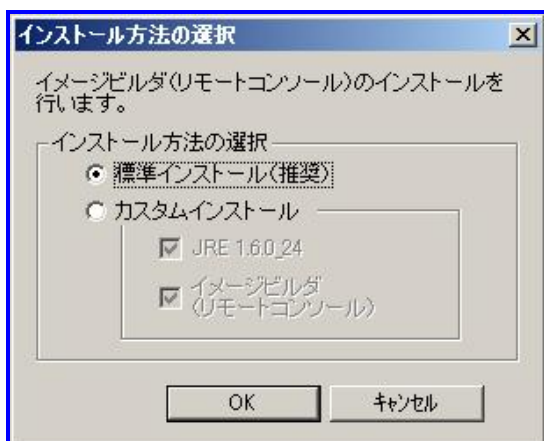 インストール方法の選択
イメージビルダ(リモートコンソール)のインストールを
行います。
インストール方法の選択
標準インストール(推奨)
カスタムインストール
JRE 1.6.0_24
イメージビルダ
(リモートコンソール)
OK
キャンセル